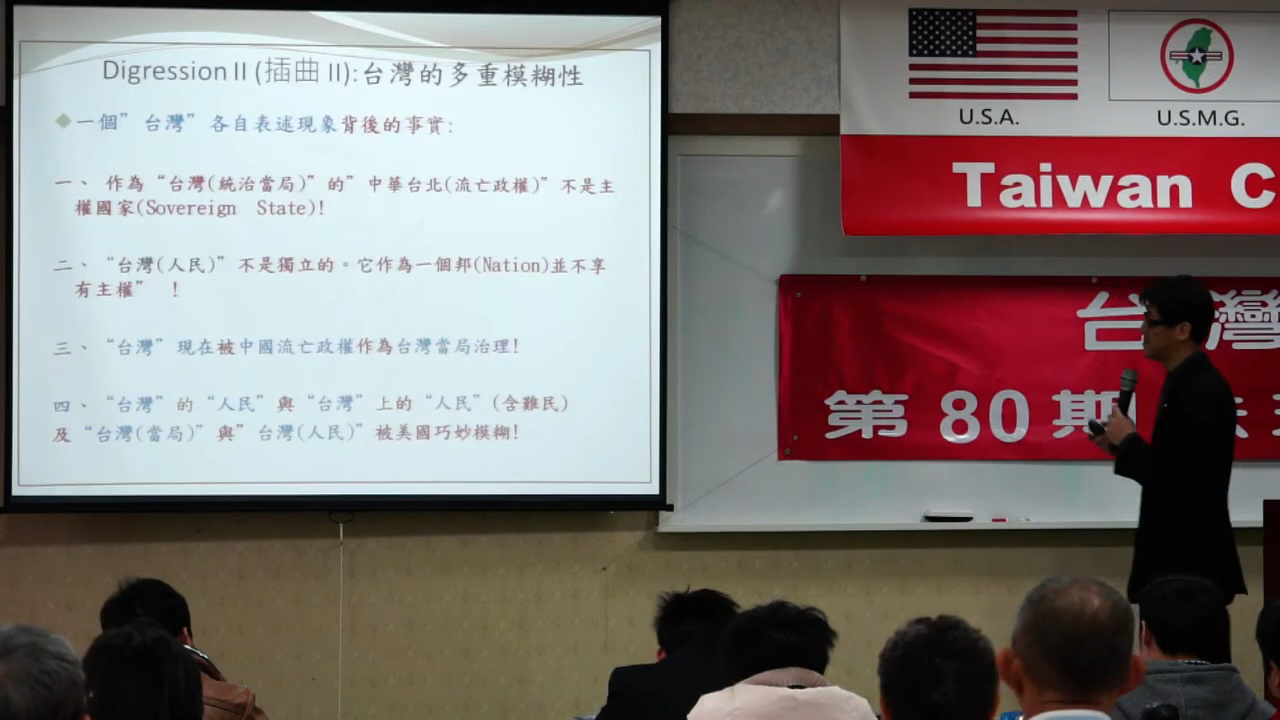 Digression II (插曲 II):台灣的多重模糊性
一個”台灣”各自表述現象背後的事實:
一、 作為“台灣(統治當局)”的”中華台北(流亡政權)”不是主
權國家(Sovereign State)!
二、“台灣(人民)”不是獨立的。它作為一個邦(Nation)並不享
有主權” !
三、“台灣”現在被中國流亡政權作為台灣當局治理!
四、“台灣”的“人民”與“台灣”上的“人民”(含難民)
及“台灣(當局)”與”台灣(人民)”被美國巧妙模糊!
U.S.A.
U.S.M.G.
Taiwan C
台灣
第 80 期